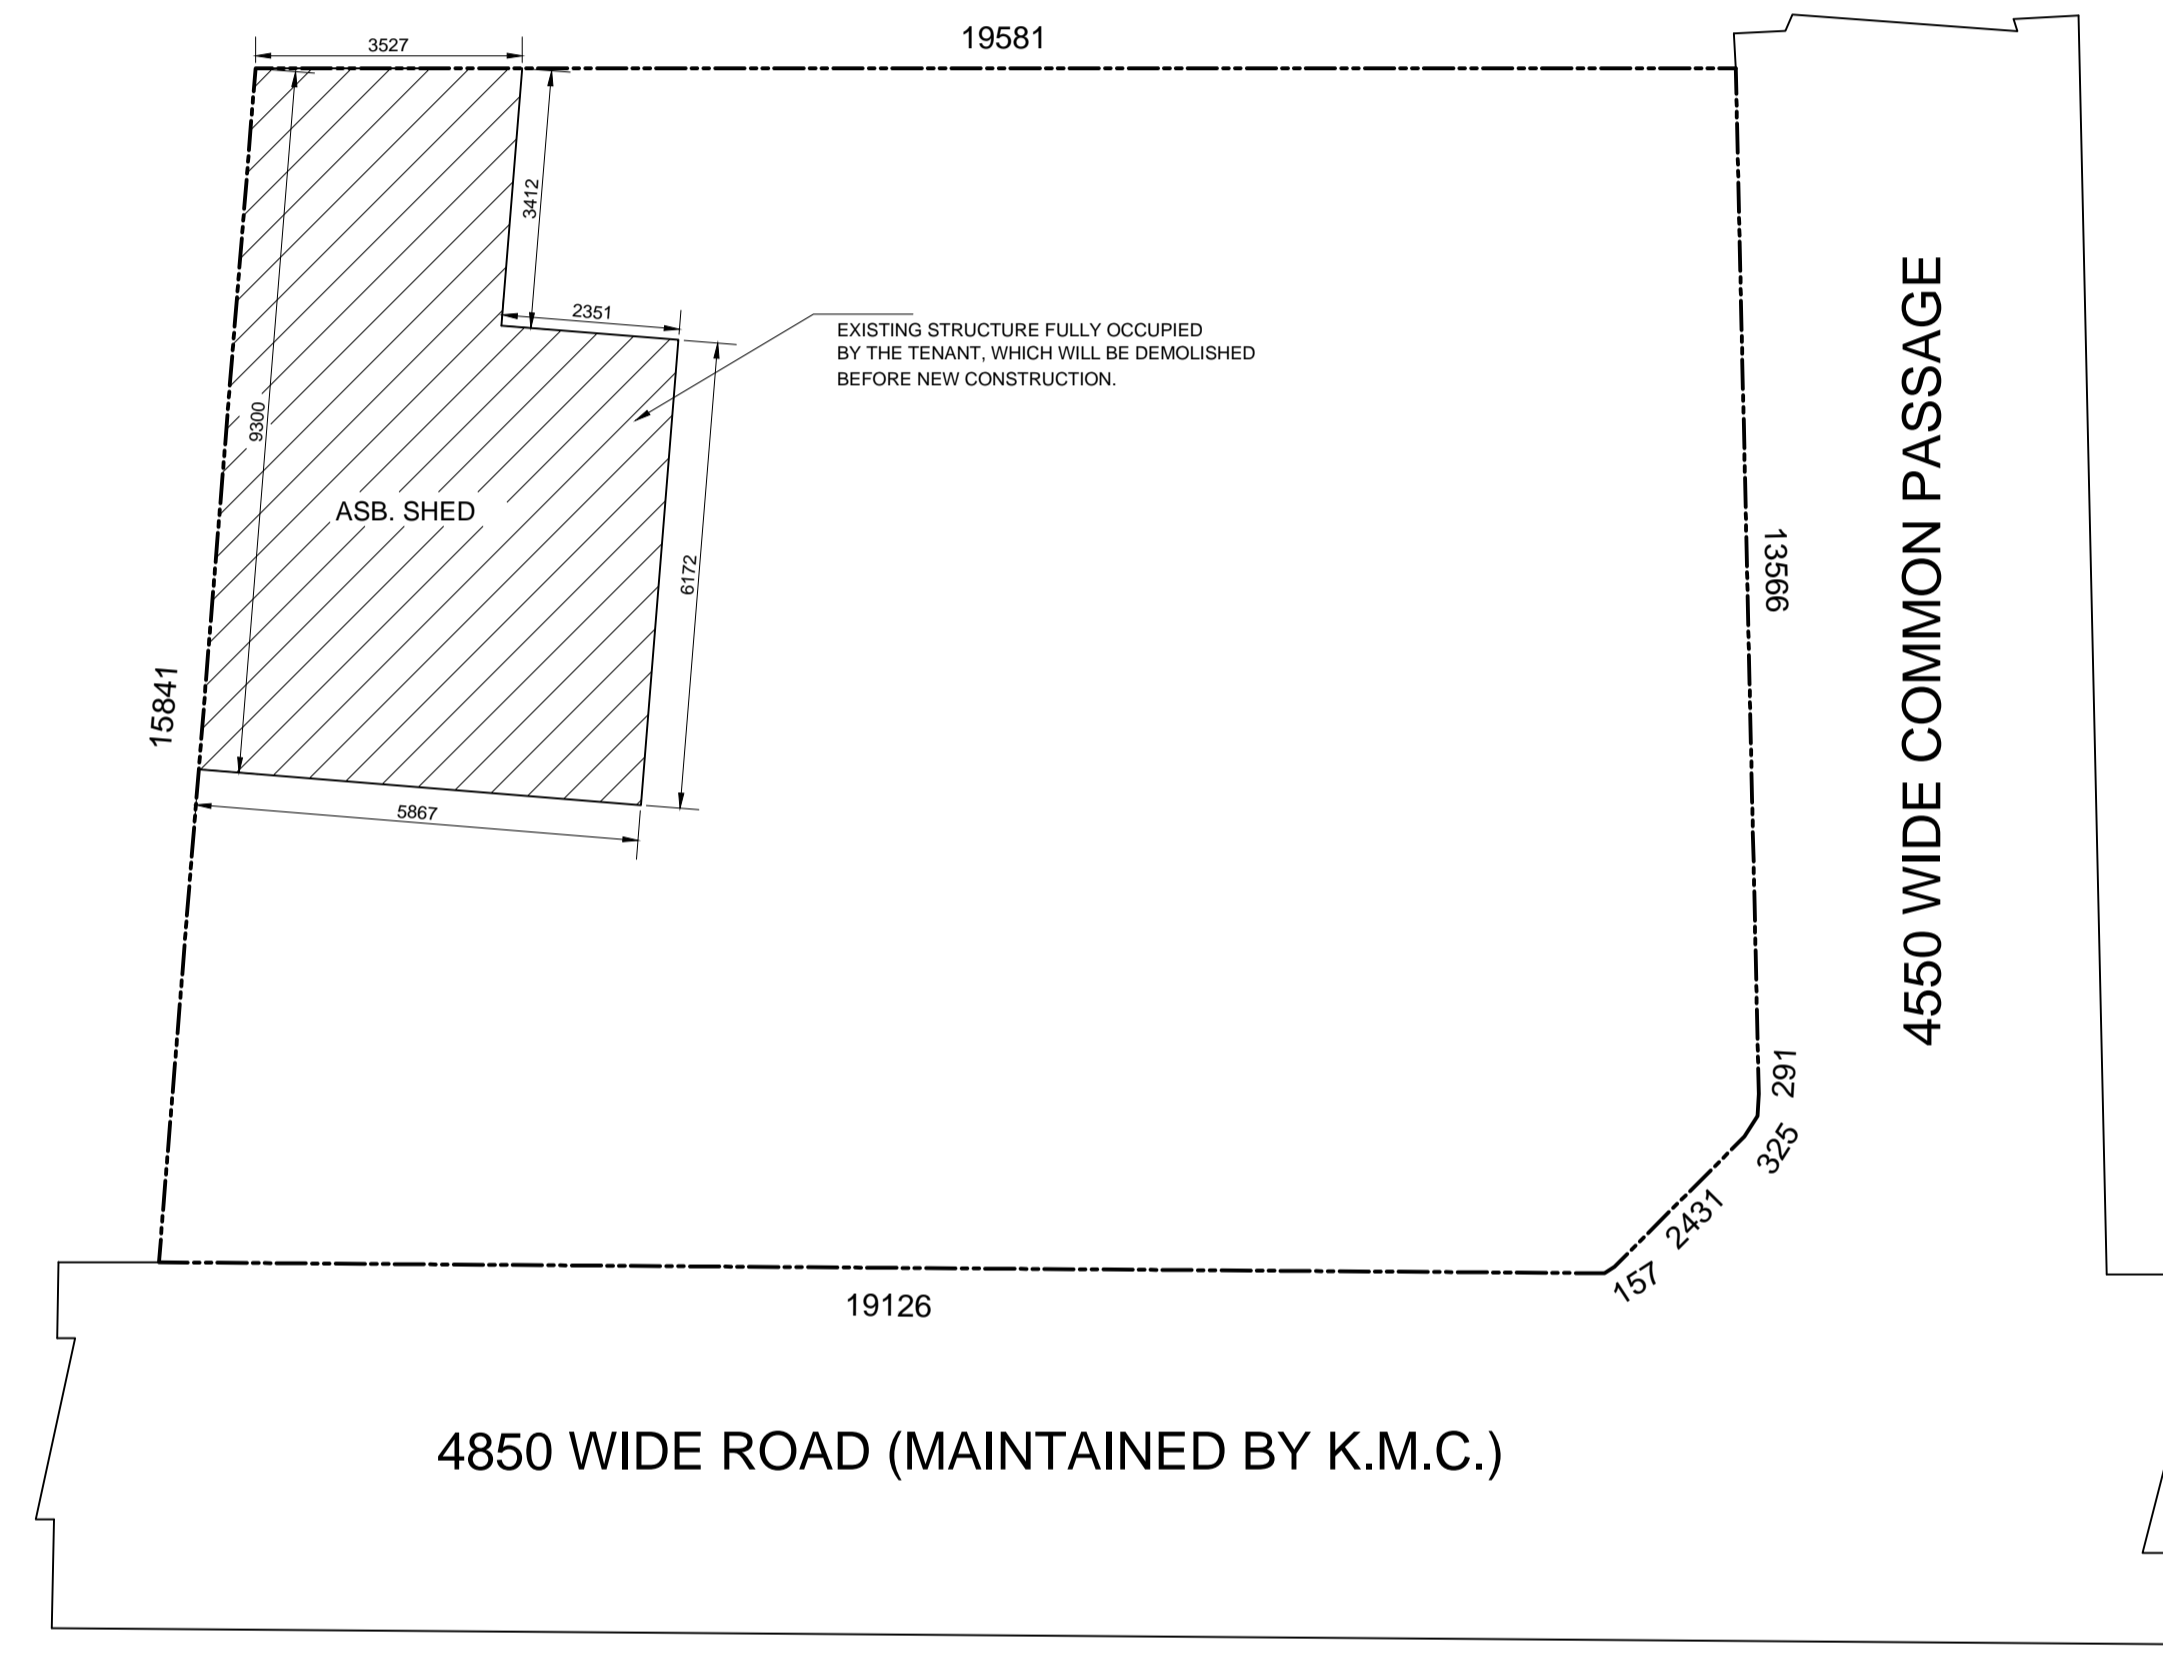 19581
3527
3412
2351
EXISTING STRUCTURE FULLY OCCUPIED
BY THE TENANT, WHICH WILL BE DEMOLISHED
BEFORE NEW CONSTRUCTION.
9300
ASB. SHED
6172
13566
4550 WIDE COMMON PASSAGE
15841
5867
291
325
2431
157
19126
4850 WIDE ROAD (MAINTAINED BY K.M.C.)